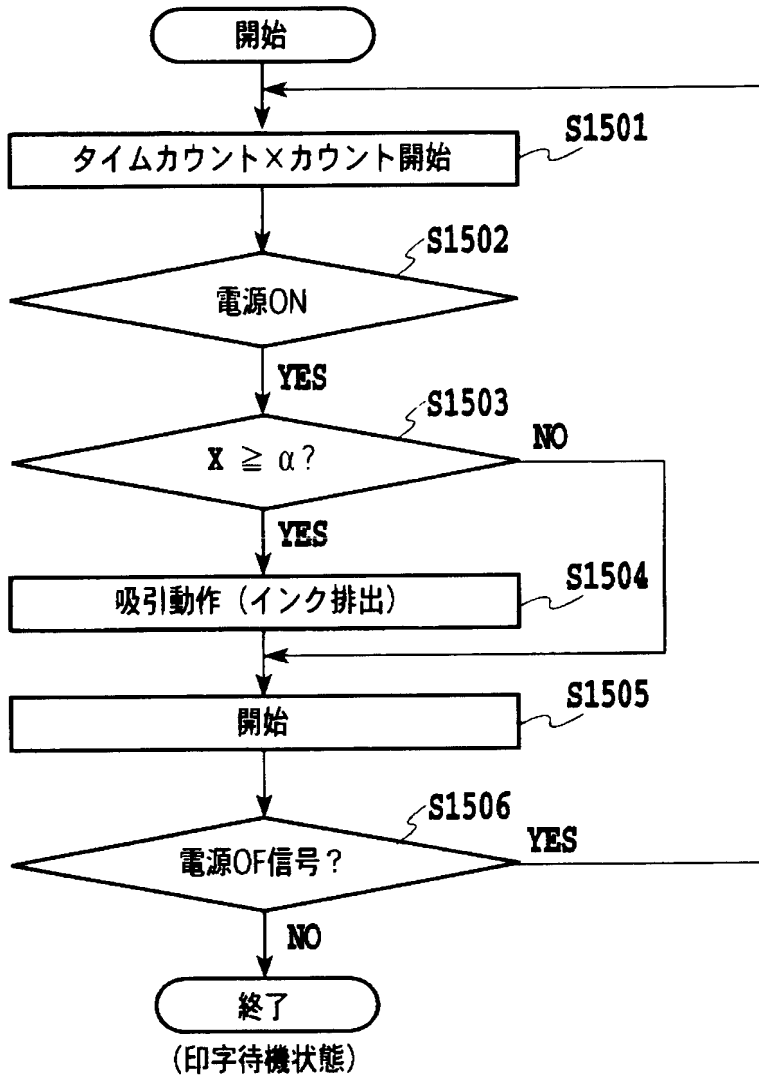 開始
S1501
タイムカウント×カウント開始
S1502
電源ON
YES
S1503
X ≧ α?
NO
YES
S1504
吸引動作（インク排出）
S1505
開始
S1506
電源OF信号？
YES
NO
終了
(印字待機状態)